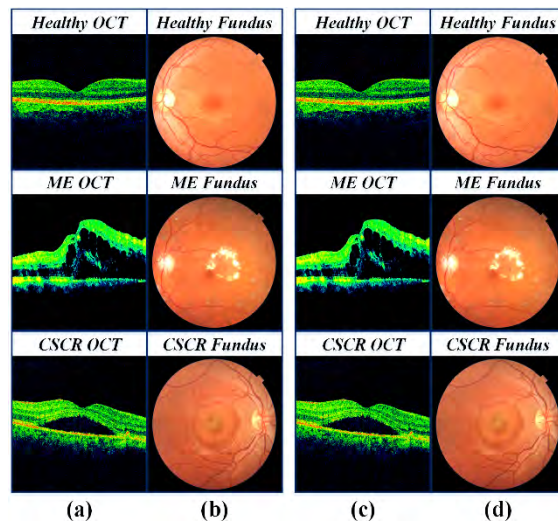 Healthy OCT Healthy Fundus Healthy OCT Healthy Fundus
ME OCT ME Fundus ME OCT ME Fundus
CSCR OCT CSCR Fundus CSCR OCT CSCR Fundus
(a) (b) (c) (d)